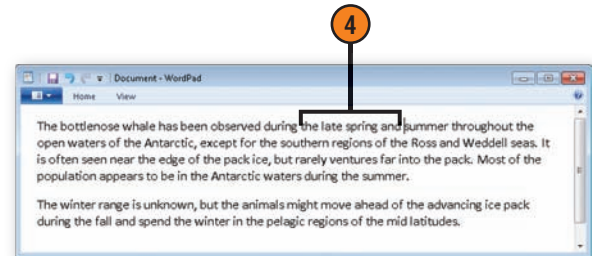 4
Document - WordPad
Home View
The bottlenose whale has been observed during the late spring and summer throughout the
open waters of the Antarctic, except for the southern regions of the Ross and Weddell seas. It
is often seen near the edge of the pack ice, but rarely ventures far into the pack. Most of the
population appears to be in the Antarctic waters during the summer.
The winter range is unknown, but the animals might move ahead of the advancing ice pack
during the fall and spend the winter in the pelagic regions of the mid latitudes.